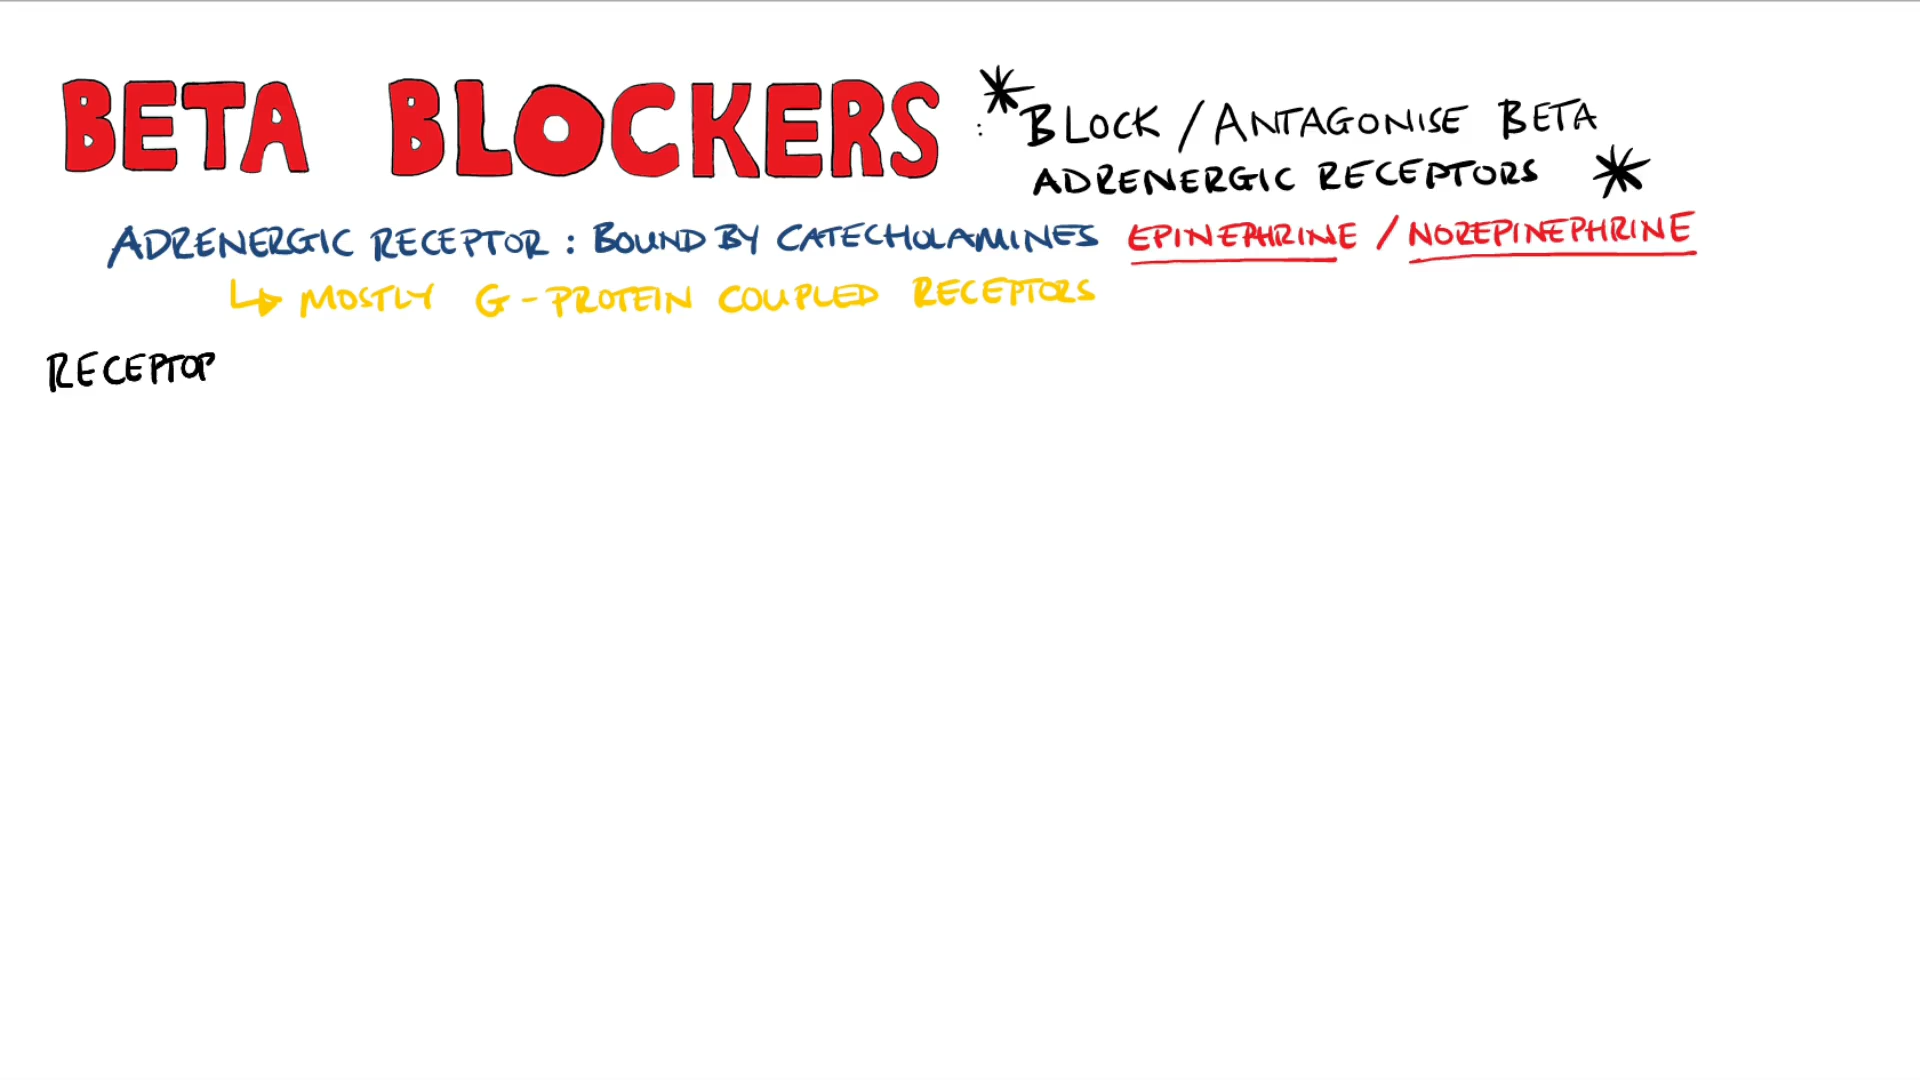 BETA BLOCKERS : *BLOCK / ANTAGONISE BETA
ADRENERGIC RECEPTORS *
ADRENERGIC RECEPTOR : BOUND BY CATECHOLAMINES EPINEPHRINE / NOREPINEPHRINE
↳ MOSTLY G-PROTEIN COUPLED RECEPTORS
RECEPTOR